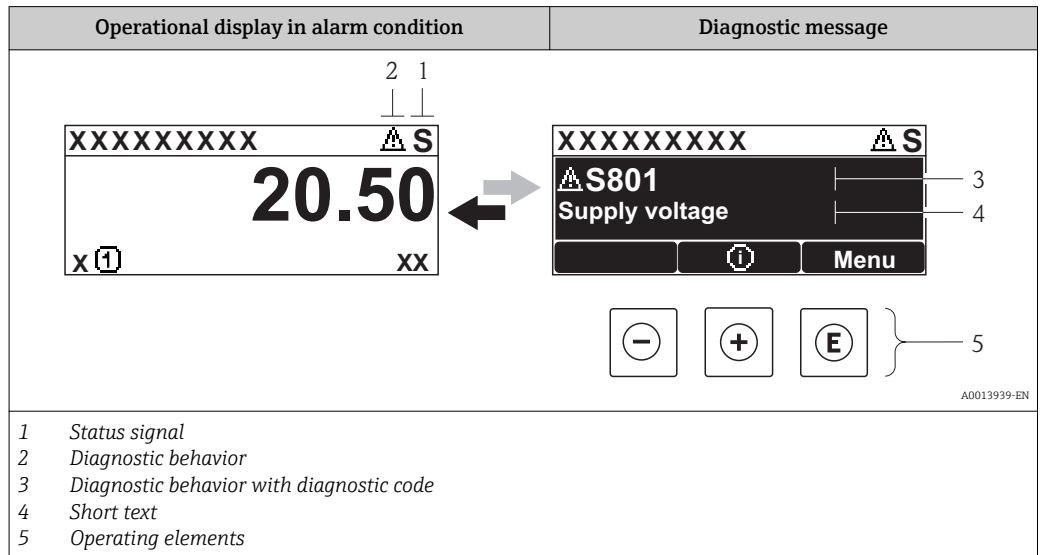 Operational display in alarm condition
Diagnostic message
2 1
XXXXXXXXX ⚠ S
20.50
x 1 xx
XXXXXXXXX ⚠ S
⚠S801
3
Supply voltage
4
i Menu
- + E
5
A0013939-EN
1 Status signal
2 Diagnostic behavior
3 Diagnostic behavior with diagnostic code
4 Short text
5 Operating elements